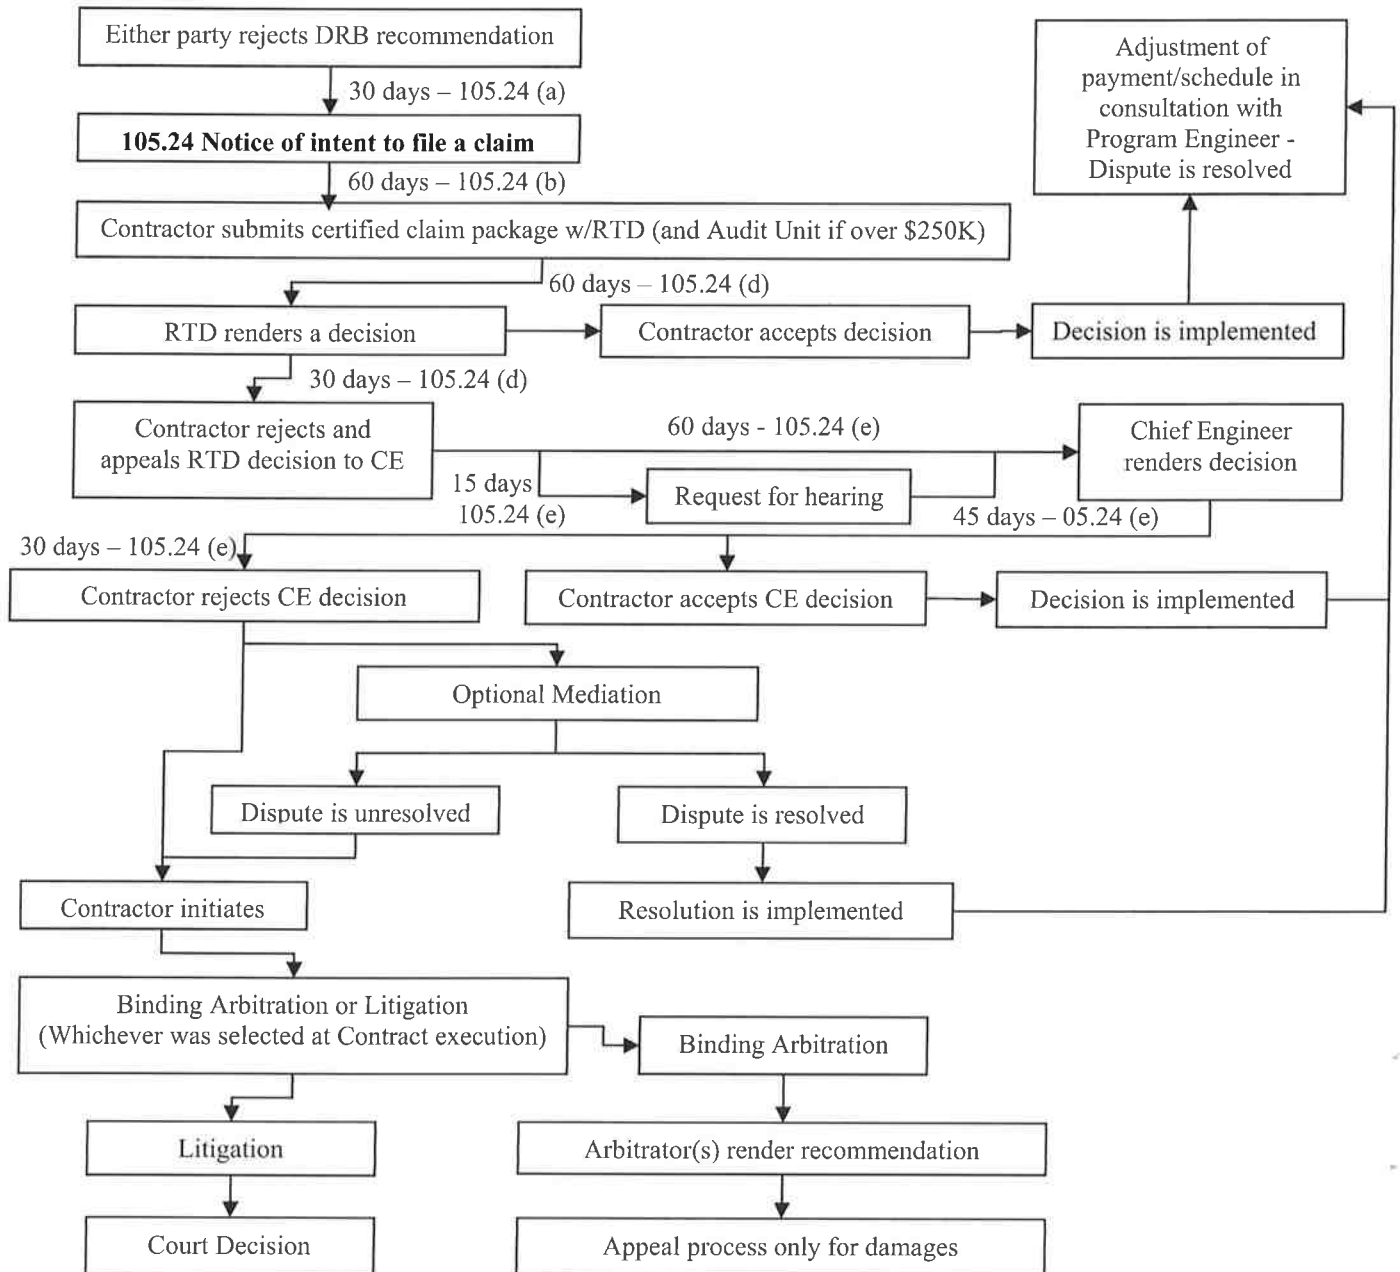 Either party rejects DRB recommendation
30 days – 105.24 (a)
105.24 Notice of intent to file a claim
60 days – 105.24 (b)
Contractor submits certified claim package w/RTD (and Audit Unit if over $250K)
60 days – 105.24 (d)
RTD renders a decision
Contractor accepts decision
Decision is implemented
Adjustment of
payment/schedule in
consultation with
Program Engineer -
Dispute is resolved
30 days – 105.24 (d)
Contractor rejects and
appeals RTD decision to CE
60 days - 105.24 (e)
Chief Engineer
renders decision
15 days
105.24 (e)
Request for hearing
45 days – 05.24 (e)
30 days – 105.24 (e)
Contractor rejects CE decision
Contractor accepts CE decision
Decision is implemented
Optional Mediation
Dispute is unresolved
Dispute is resolved
Contractor initiates
Resolution is implemented
Binding Arbitration or Litigation
(Whichever was selected at Contract execution)
Binding Arbitration
Litigation
Arbitrator(s) render recommendation
Court Decision
Appeal process only for damages